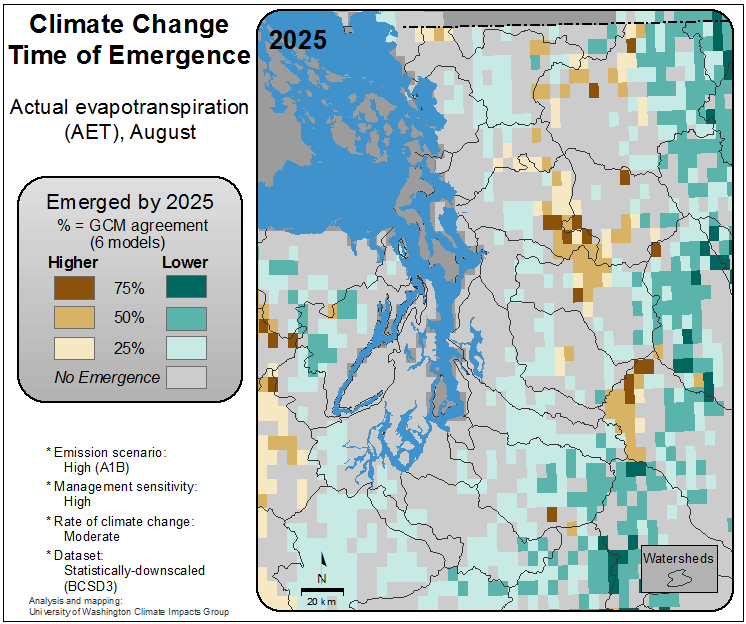 Climate Change
Time of Emergence
Actual evapotranspiration
(AET), August
Emerged by 2025
% = GCM agreement
(6 models)
Higher Lower
75%
50%
25%
No Emergence
* Emission scenario:
High (A1B)
* Management sensitivity:
High
* Rate of climate change:
Moderate
* Dataset:
Statistically-downscaled
(BCSD3)
Analysis and mapping:
University of Washington Climate Impacts Group
2025
N
20 km
Watersheds